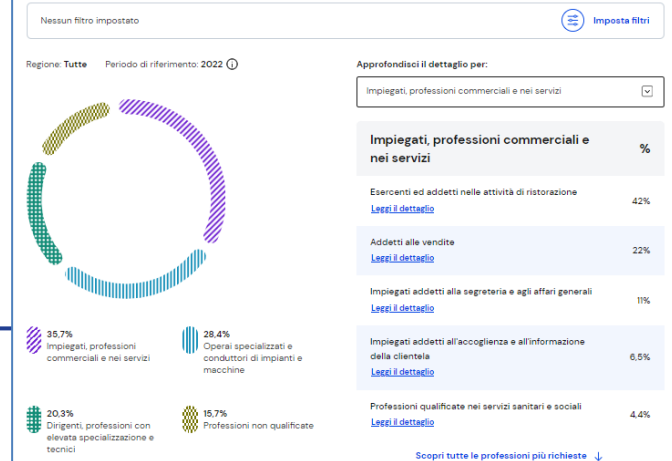 Nessun filtro impostato
Imposta filtri
Regione: Tutte Periodo di riferimento: 2022
Approfondisci il dettaglio per:
Impiegati, professioni commerciali e nei servizi
Impiegati, professioni commerciali e
nei servizi
%
Esercenti ed addetti nelle attività di ristorazione
Leggi il dettaglio
42%
Addetti alle vendite
Leggi il dettaglio
22%
Impiegati addetti alla segreteria e agli affari generali
Leggi il dettaglio
11%
Impiegati addetti all'accoglienza e all'informazione
della clientela
Leggi il dettaglio
6,5%
Professioni qualificate nei servizi sanitari e sociali
Leggi il dettaglio
4,4%
Scopri tutte le professioni più richieste
35,7%
Impiegati, professioni
commerciali e nei servizi
28,4%
Operai specializzati e
conduttori di impianti e
macchine
20,3%
Dirigenti, professioni con
elevata specializzazione e
tecnici
15,7%
Professioni non qualificate